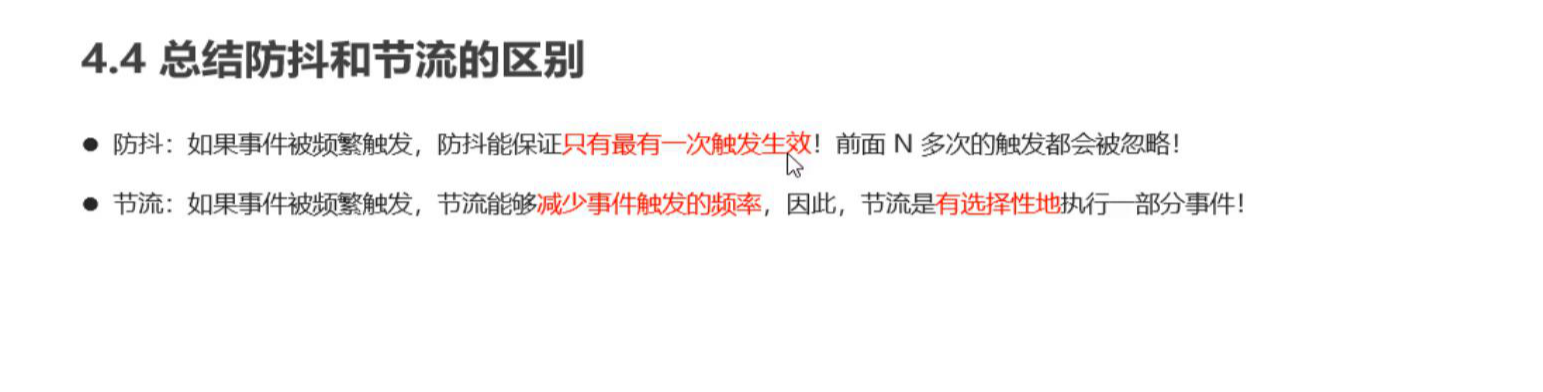 4.4 总结防抖和节流的区别
● 防抖：如果事件被频繁触发，防抖能保证只有最有一次触发生效！前面 N 多次的触发都会被忽略！
● 节流：如果事件被频繁触发，节流能够减少事件触发的频率，因此，节流是有选择性地执行一部分事件！